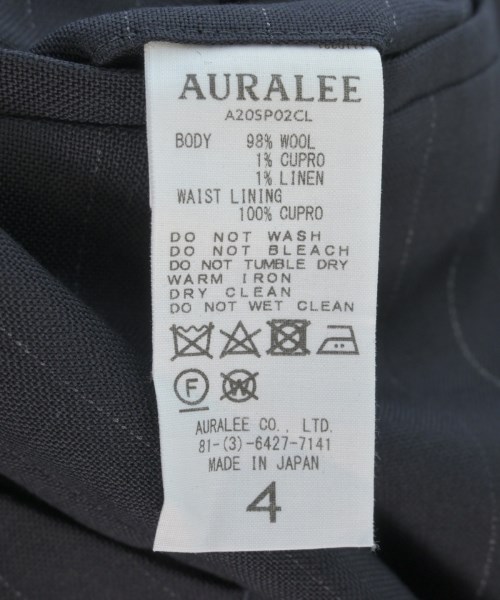 AURALEE
A20SP02CL
BODY 98% WOOL
1% CUPRO
1% LINEN
WAIST LINING
100% CUPRO
DO NOT WASH
DO NOT BLEACH
DO NOT TUMBLE DRY
WARM IRON
DRY CLEAN
DO NOT WET CLEAN
F W
AURALEE CO., LTD.
81-(3)-6427-7141
MADE IN JAPAN
4